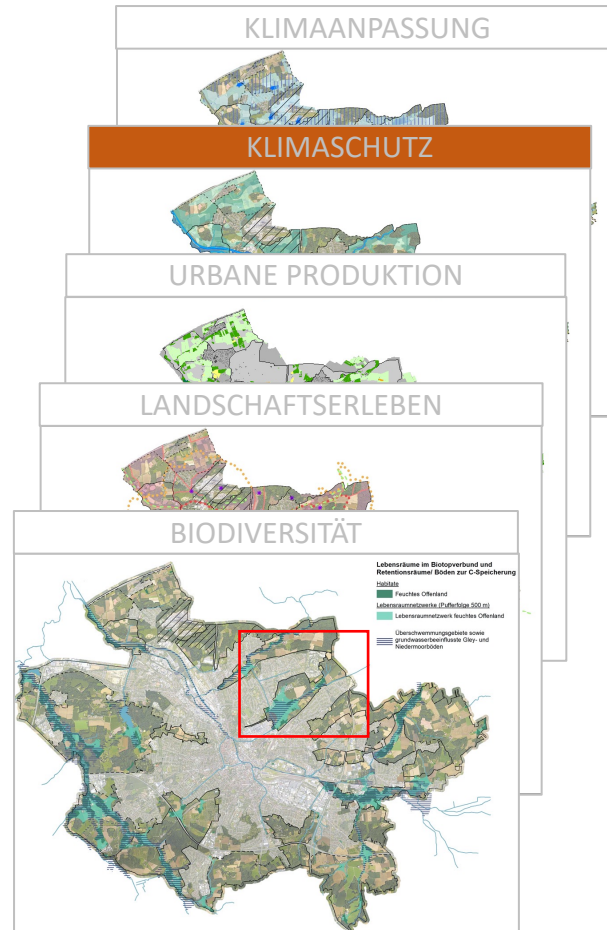 KLIMAANPASSUNG
KLIMASCHUTZ
URBANE PRODUKTION
LANDSCHAFTSERLEBEN
BIODIVERSITÄT
Lebensräume im Biotopverbund und
Retentionsräume/ Böden zur C-Speicherung
Habitate
Feuchtes Offenland
Lebensraumnetzwerke (Pufferfolge 500 m)
Lebensraumnetzwerk feuchtes Offenland
Überschwemmungsgebiete sowie
grundwasserbeeinflusste Gley- und
Niedermoorböden